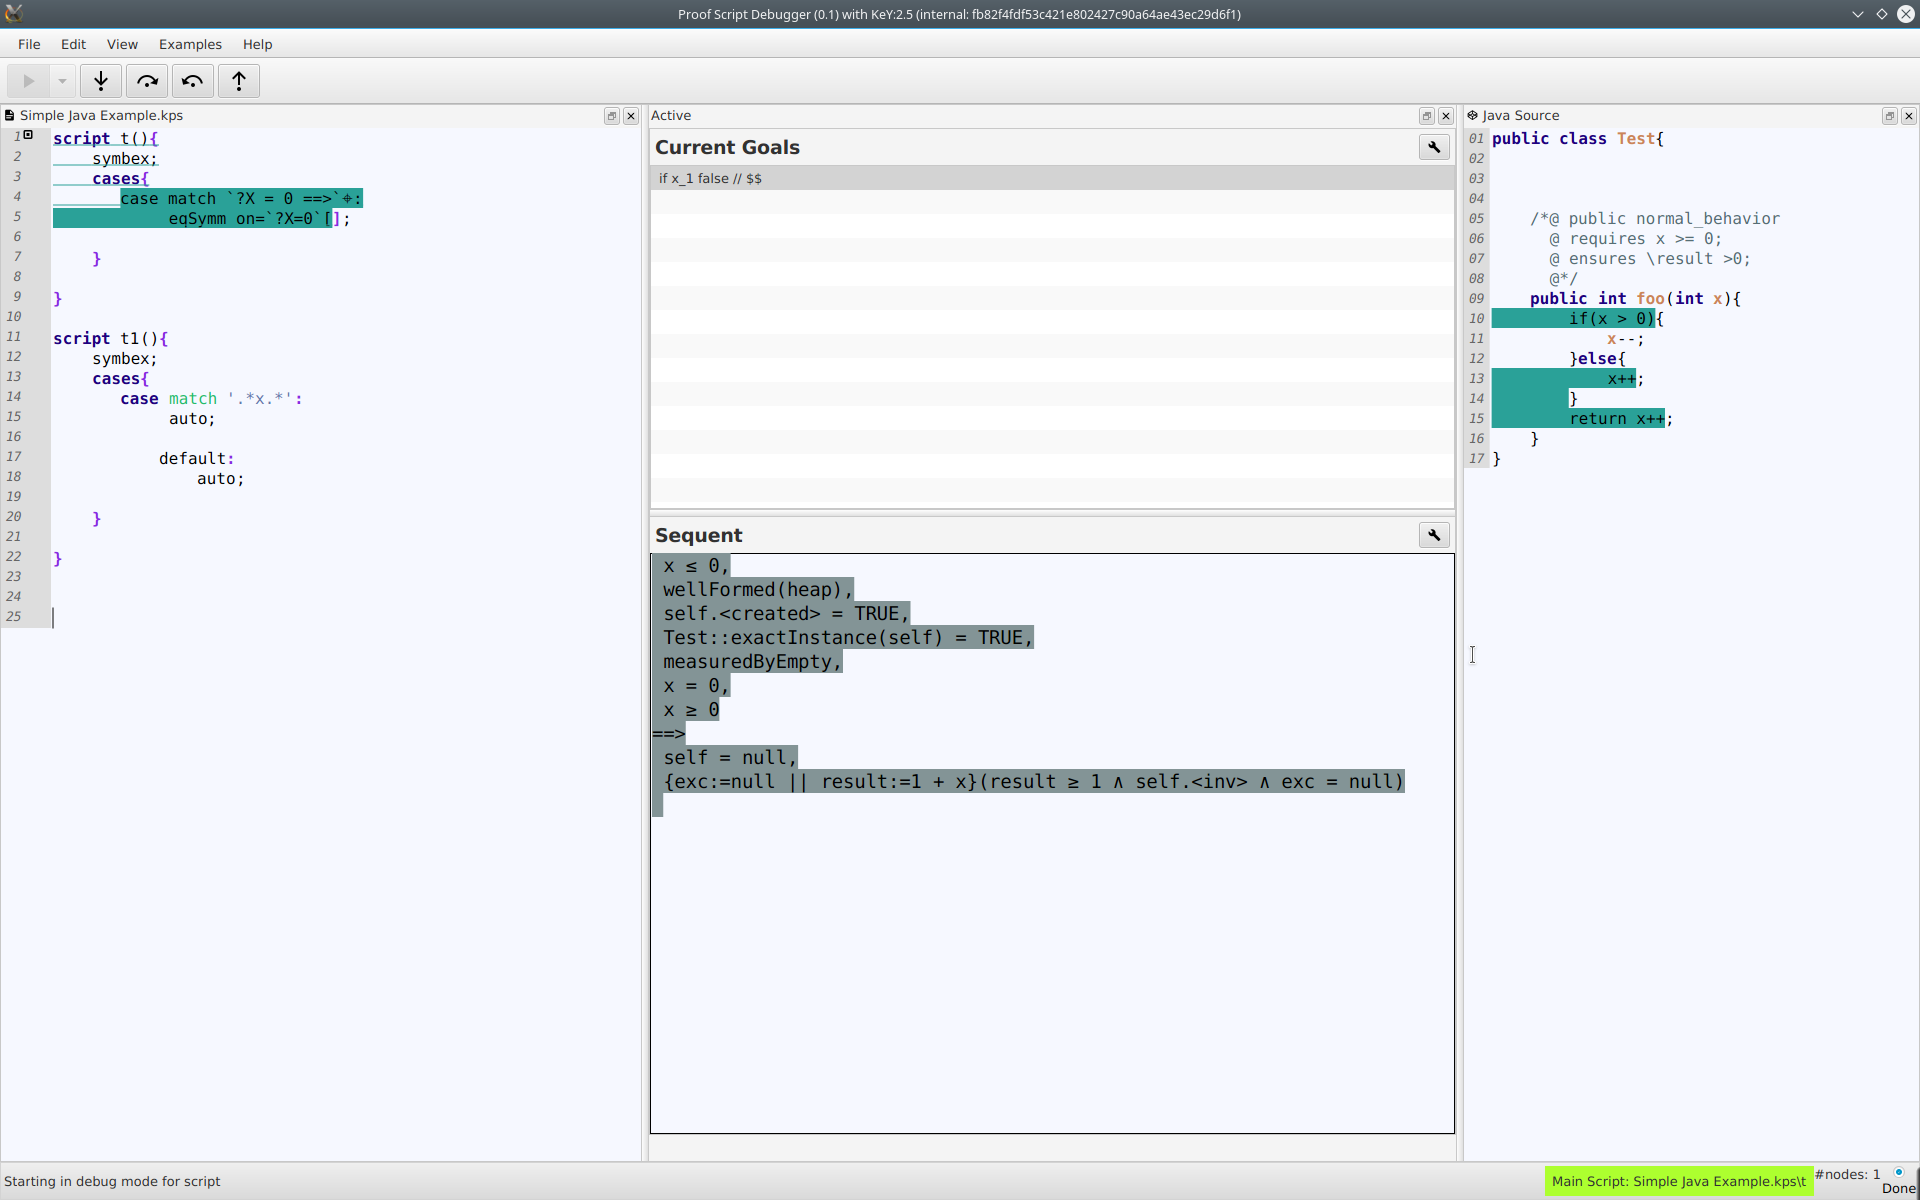 Proof Script Debugger (0.1) with KeY:2.5 (internal: fb82f4fdf53c421e802427c90a64ae43ec29d6f1)
File Edit View Examples Help
Simple Java Example.kps
1 script t(){
2 symbex;
3 cases{
4 case match `?X = 0 ==>`⌖:
5 eqSymm on=`?X=0`[];
6
7 }
8
9 }
10
11 script t1(){
12 symbex;
13 cases{
14 case match '.*x.*':
15 auto;
16
17 default:
18 auto;
19
20 }
21
22 }
23
24
25
Active
Current Goals
if x_1 false // $$
Sequent
x ≤ 0,
wellFormed(heap),
self.<created> = TRUE,
Test::exactInstance(self) = TRUE,
measuredByEmpty,
x = 0,
x ≥ 0
==>
self = null,
{exc:=null || result:=1 + x}(result ≥ 1 ∧ self.<inv> ∧ exc = null)
Java Source
01 public class Test{
02
03
04
05 /*@ public normal_behavior
06 @ requires x >= 0;
07 @ ensures \result >0;
08 @*/
09 public int foo(int x){
10 if(x > 0){
11 x--;
12 }else{
13 x++;
14 }
15 return x++;
16 }
17 }
Starting in debug mode for script
Main Script: Simple Java Example.kps\t
#nodes: 1
Done